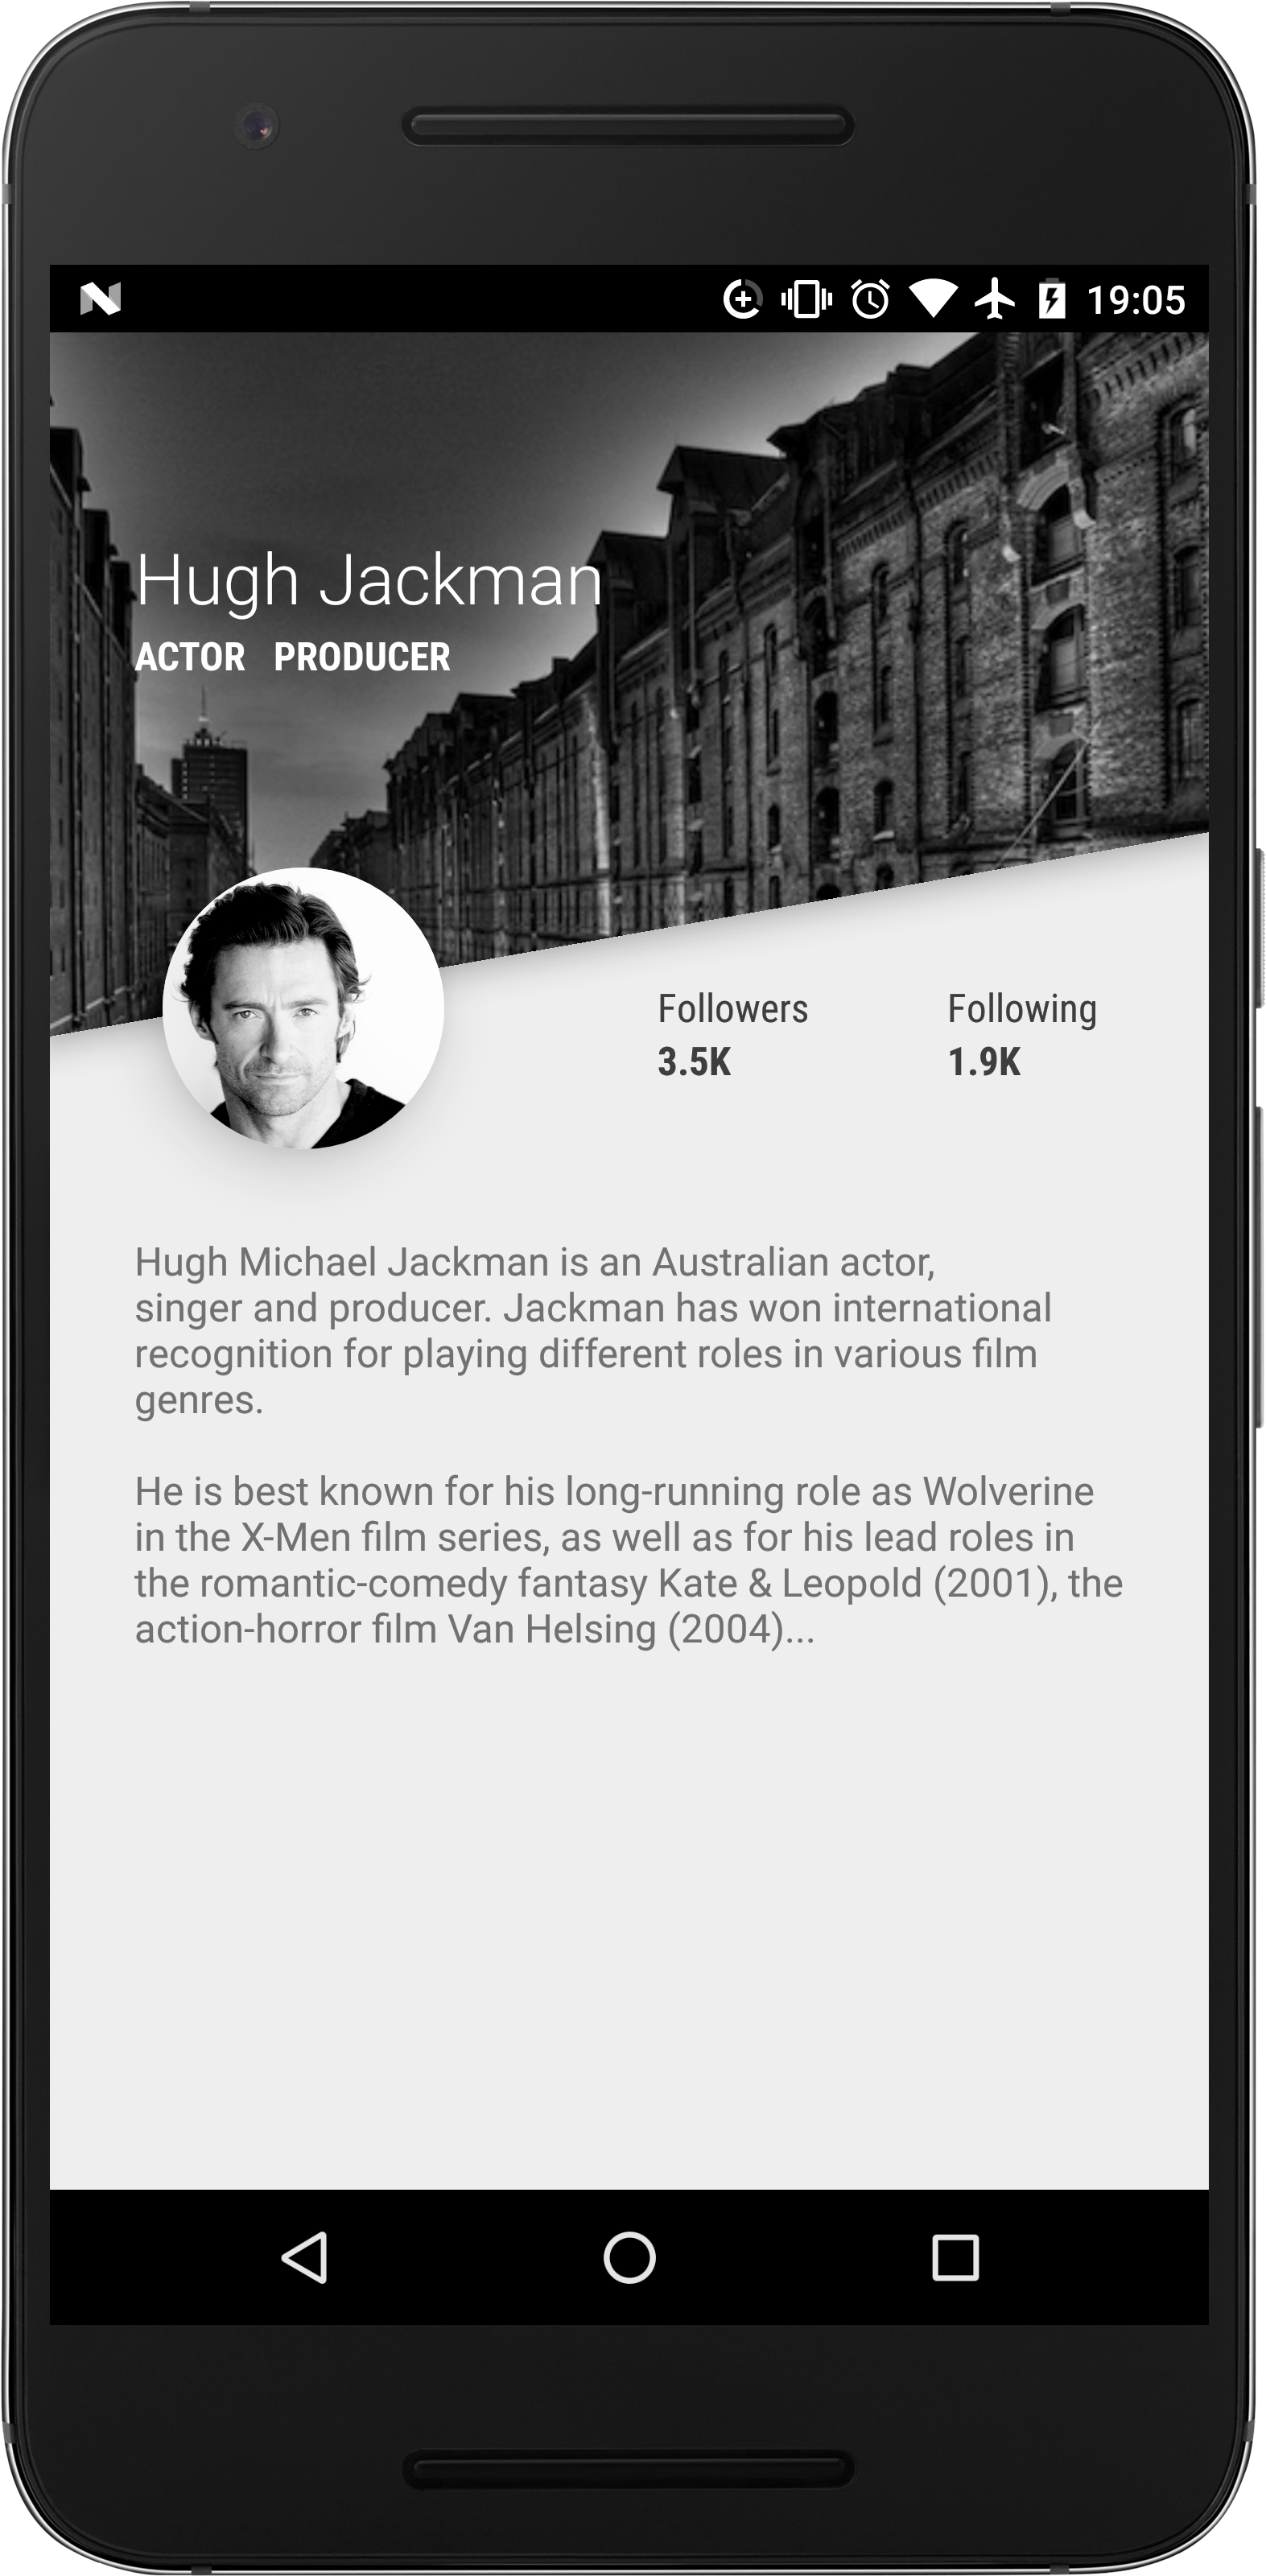 19:05
Hugh Jackman
ACTOR PRODUCER
Followers Following
3.5K 1.9K
Hugh Michael Jackman is an Australian actor,
singer and producer. Jackman has won international
recognition for playing different roles in various film
genres.
He is best known for his long-running role as Wolverine
in the X-Men film series, as well as for his lead roles in
the romantic-comedy fantasy Kate & Leopold (2001), the
action-horror film Van Helsing (2004)...